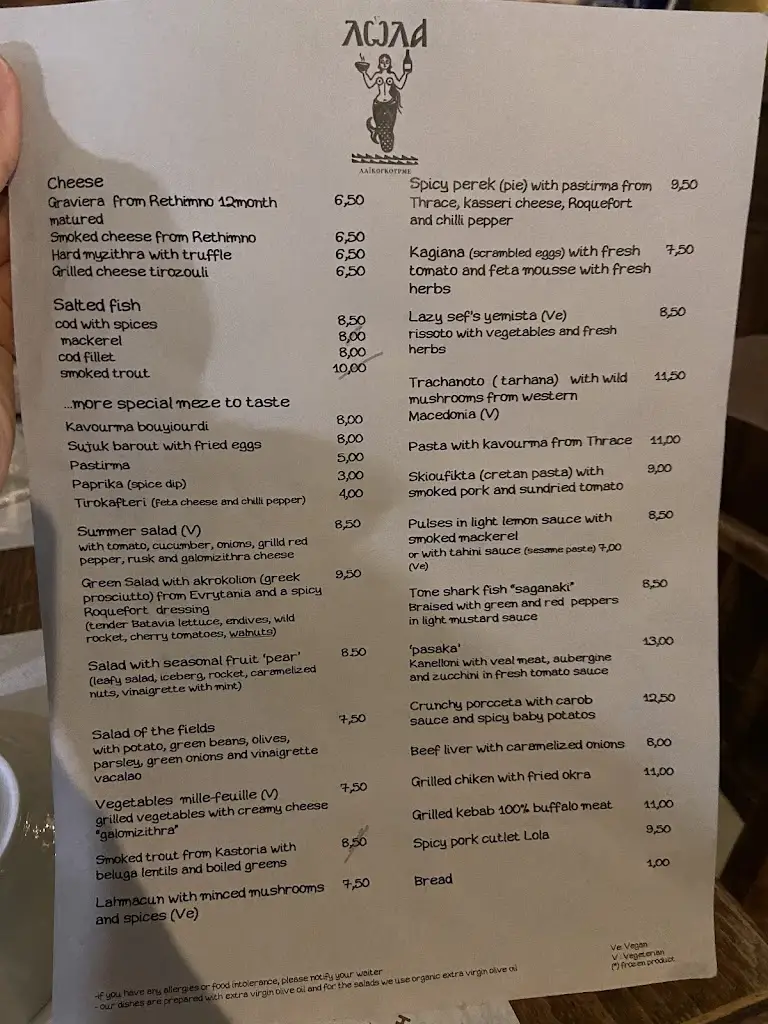 ΛΩΛΑ
ΛΑΪΚΟΓΚΟΥΡΜΕ
Cheese
Graviera from Rethimno 12month 6,50
matured
Smoked cheese from Rethimno 6,50
Hard myzithra with truffle 6,50
Grilled cheese tirozouli 6,50
Salted fish
cod with spices 8,50
mackerel 8,00
cod fillet 8,00
smoked trout 10,00
...more special meze to taste
Kavourma bouyiourdi 8,00
Sujuk barout with fried eggs 8,00
Pastirma 5,00
Paprika (spice dip) 3,00
Tirokafteri (feta cheese and chilli pepper) 4,00
Summer salad (V) 8,50
with tomato, cucumber, onions, grilld red
pepper, rusk and galomizithra cheese
Green Salad with akrokolion (greek 9,50
prosciutto) from Evrytania and a spicy
Roquefort dressing
(tender Batavia lettuce, endives, wild
rocket, cherry tomatoes, walnuts)
Salad with seasonal fruit 'pear' 8.50
(leafy salad, iceberg, rocket, caramelized
nuts, vinaigrette with mint)
Salad of the fields 7,50
with potato, green beans, olives,
parsley, green onions and vinaigrette
vacalao
Vegetables mille-feuille (V) 7,50
grilled vegetables with creamy cheese
"galomizithra"
Smoked trout from Kastoria with 8,50
beluga lentils and boiled greens
Lahmacun with minced mushrooms 7,50
and spices (Ve)
Spicy perek (pie) with pastirma from 9,50
Thrace, kasseri cheese, Roquefort
and chilli pepper
Kagiana (scrambled eggs) with fresh 7,50
tomato and feta mousse with fresh
herbs
Lazy sef's yemista (Ve) 8,50
rissoto with vegetables and fresh
herbs
Trachanoto ( tarhana) with wild 11,50
mushrooms from western
Macedonia (V)
Pasta with kavourma from Thrace 11,00
Skioufikta (cretan pasta) with 9,00
smoked pork and sundried tomato
Pulses in light lemon sauce with 8,50
smoked mackerel
or with tahini sauce (sesame paste) 7,00
(Ve)
Tone shark fish "saganaki" 8,50
Braised with green and red peppers
in light mustard sauce
'pasaka' 13,00
Kanelloni with veal meat, aubergine
and zucchini in fresh tomato sauce
Crunchy porcceta with carob 12,50
sauce and spicy baby potatos
Beef liver with caramelized onions 8,00
Grilled chiken with fried okra 11,00
Grilled kebab 100% buffalo meat 11,00
Spicy pork cutlet Lola 9,50
Bread 1,00
Ve: Vegan
V : Vegeterian
(*) frozen product
-if you have any allergies or food intolerance, please notify your waiter
- our dishes are prepared with extra virgin olive oil and for the salads we use organic extra virgin olive oil